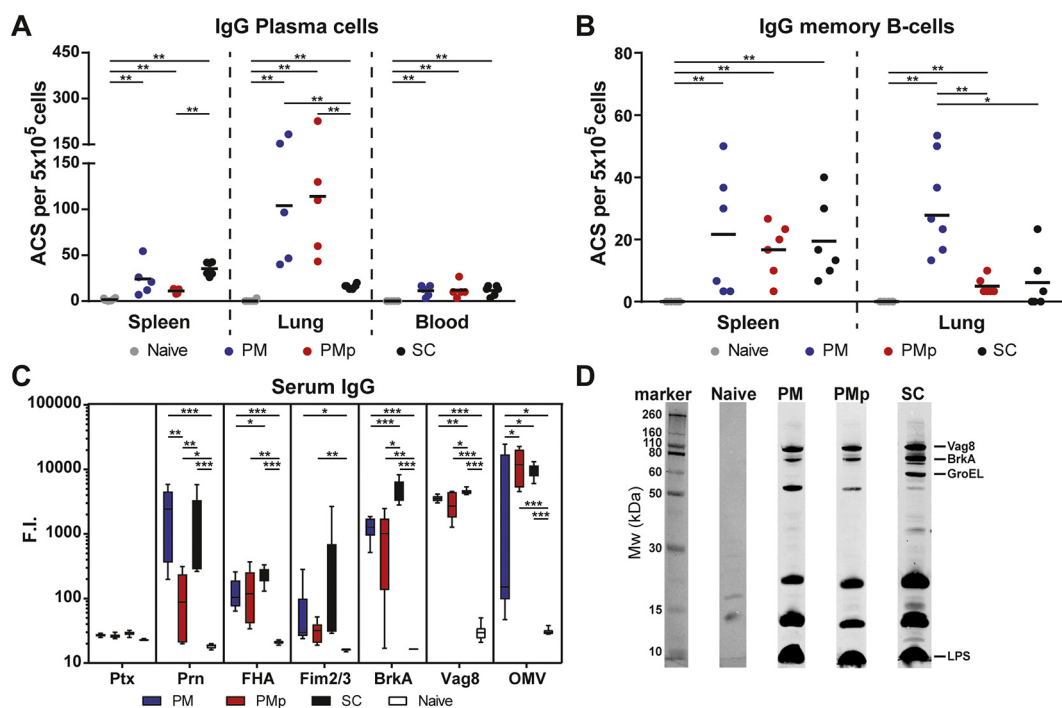 A
IgG Plasma cells
ACS per 5x10⁵cells
450
300
150
150
100
50
0
** ** ** ** ** ** ** ** ** ** ** **
Spleen Lung Blood
Naive PM PMp SC
B
IgG memory B-cells
ACS per 5x10⁵cells
80
60
40
20
0
** ** ** ** ** ** *
Spleen Lung
Naive PM PMp SC
C
Serum IgG
F.I.
100000
10000
1000
100
10
*** ** ** * ***
*** * ** ***
* **
*** *** * ** ***
*** ** * *** ***
* * *** ***
Ptx Prn FHA Fim2/3 BrkA Vag8 OMV
PM PMp SC Naive
D
marker Naive PM PMp SC
Mw (kDa)
260
160
110
80
60
50
30
15
10
Vag8
BrkA
GroEL
LPS